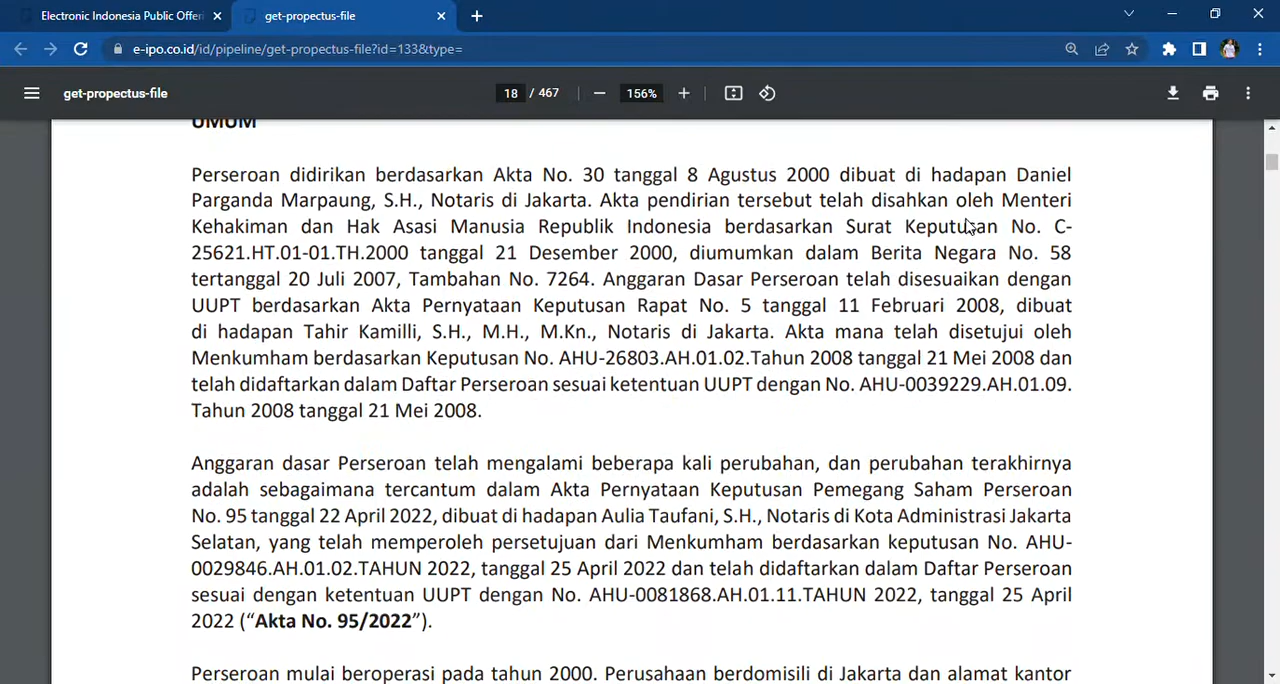 Electronic Indonesia Public Offeri
get-propectus-file
e-ipo.co.id/id/pipeline/get-propectus-file?id=133&type=
get-propectus-file
18 / 467
156%
UMUM
Perseroan didirikan berdasarkan Akta No. 30 tanggal 8 Agustus 2000 dibuat di hadapan Daniel
Parganda Marpaung, S.H., Notaris di Jakarta. Akta pendirian tersebut telah disahkan oleh Menteri
Kehakiman dan Hak Asasi Manusia Republik Indonesia berdasarkan Surat Keputusan No. C-
25621.HT.01-01.TH.2000 tanggal 21 Desember 2000, diumumkan dalam Berita Negara No. 58
tertanggal 20 Juli 2007, Tambahan No. 7264. Anggaran Dasar Perseroan telah disesuaikan dengan
UUPT berdasarkan Akta Pernyataan Keputusan Rapat No. 5 tanggal 11 Februari 2008, dibuat
di hadapan Tahir Kamilli, S.H., M.H., M.Kn., Notaris di Jakarta. Akta mana telah disetujui oleh
Menkumham berdasarkan Keputusan No. AHU-26803.AH.01.02.Tahun 2008 tanggal 21 Mei 2008 dan
telah didaftarkan dalam Daftar Perseroan sesuai ketentuan UUPT dengan No. AHU-0039229.AH.01.09.
Tahun 2008 tanggal 21 Mei 2008.
Anggaran dasar Perseroan telah mengalami beberapa kali perubahan, dan perubahan terakhirnya
adalah sebagaimana tercantum dalam Akta Pernyataan Keputusan Pemegang Saham Perseroan
No. 95 tanggal 22 April 2022, dibuat di hadapan Aulia Taufani, S.H., Notaris di Kota Administrasi Jakarta
Selatan, yang telah memperoleh persetujuan dari Menkumham berdasarkan keputusan No. AHU-
0029846.AH.01.02.TAHUN 2022, tanggal 25 April 2022 dan telah didaftarkan dalam Daftar Perseroan
sesuai dengan ketentuan UUPT dengan No. AHU-0081868.AH.01.11.TAHUN 2022, tanggal 25 April
2022 (“Akta No. 95/2022”).
Perseroan mulai beroperasi pada tahun 2000. Perusahaan berdomisili di Jakarta dan alamat kantor